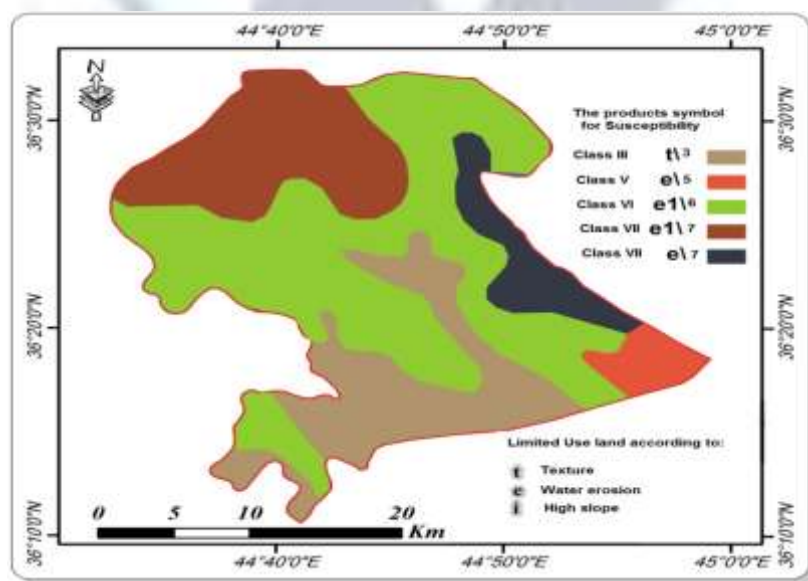 44°40'0"E 44°50'0"E 45°0'0"E
N
36°30'0"N 36°30'0"N
The products symbol
for Susceptibility
Class III t\3
Class V e\5
Class VI e1\6
Class VII e1\7
Class VII e\7
36°20'0"N 36°20'0"N
Limited Use land according to:
t Texture
e Water erosion
i High slope
0 5 10 20
Km
36°10'0"N 36°10'0"N
44°40'0"E 44°50'0"E 45°0'0"E